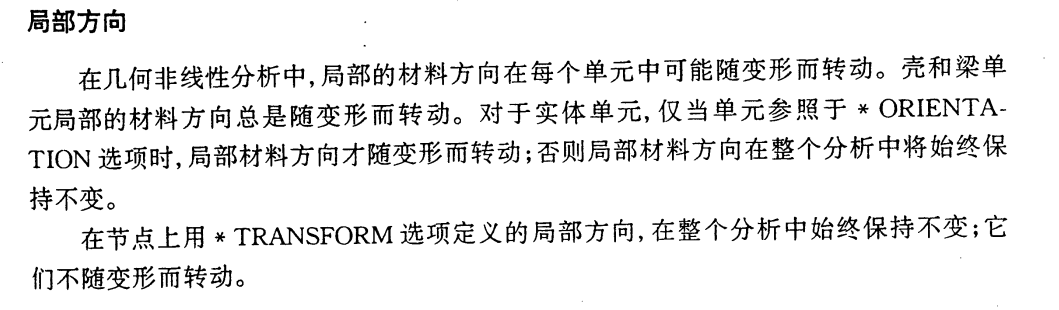 局部方向
在几何非线性分析中,局部的材料方向在每个单元中可能随变形而转动。壳和梁单
元局部的材料方向总是随变形而转动。对于实体单元,仅当单元参照于 * ORIENTA-
TION 选项时,局部材料方向才随变形而转动;否则局部材料方向在整个分析中将始终保
持不变。
在节点上用 * TRANSFORM 选项定义的局部方向,在整个分析中始终保持不变;它
们不随变形而转动。